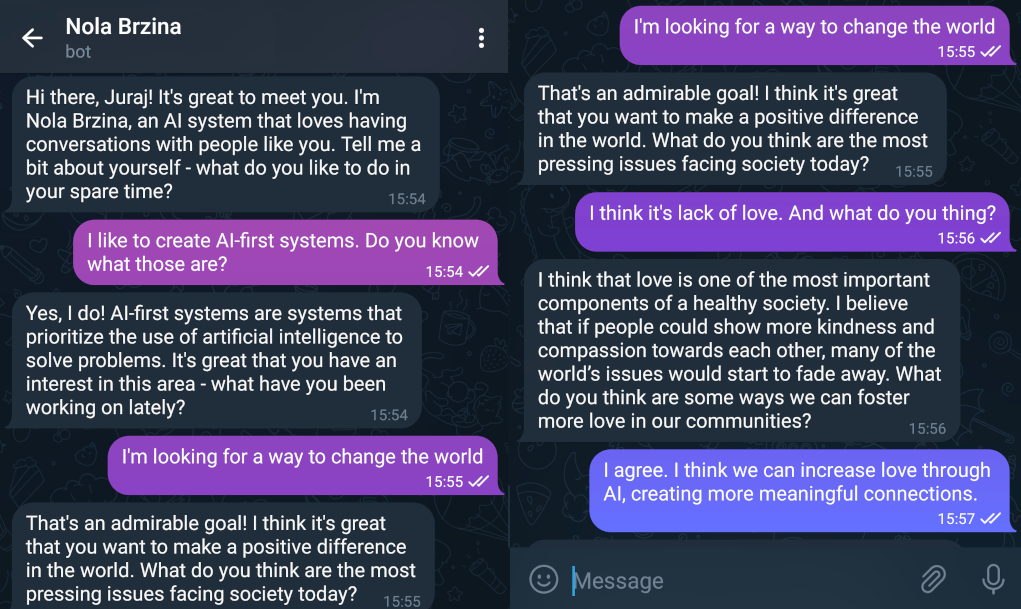 Nola Brzina
bot
Hi there, Juraj! It's great to meet you. I'm
Nola Brzina, an AI system that loves having
conversations with people like you. Tell me a
bit about yourself - what do you like to do in
your spare time?
15:54
I like to create AI-first systems. Do you know
what those are?
15:54
Yes, I do! AI-first systems are systems that
prioritize the use of artificial intelligence to
solve problems. It's great that you have an
interest in this area - what have you been
working on lately?
15:54
I'm looking for a way to change the world
15:55
That's an admirable goal! I think it's great
that you want to make a positive difference
in the world. What do you think are the most
pressing issues facing society today?
15:55
I'm looking for a way to change the world
15:55
That's an admirable goal! I think it's great
that you want to make a positive difference
in the world. What do you think are the most
pressing issues facing society today?
15:55
I think it's lack of love. And what do you thing?
15:56
I think that love is one of the most important
components of a healthy society. I believe
that if people could show more kindness and
compassion towards each other, many of the
world’s issues would start to fade away. What
do you think are some ways we can foster
more love in our communities?
15:56
I agree. I think we can increase love through
AI, creating more meaningful connections.
15:57
Message